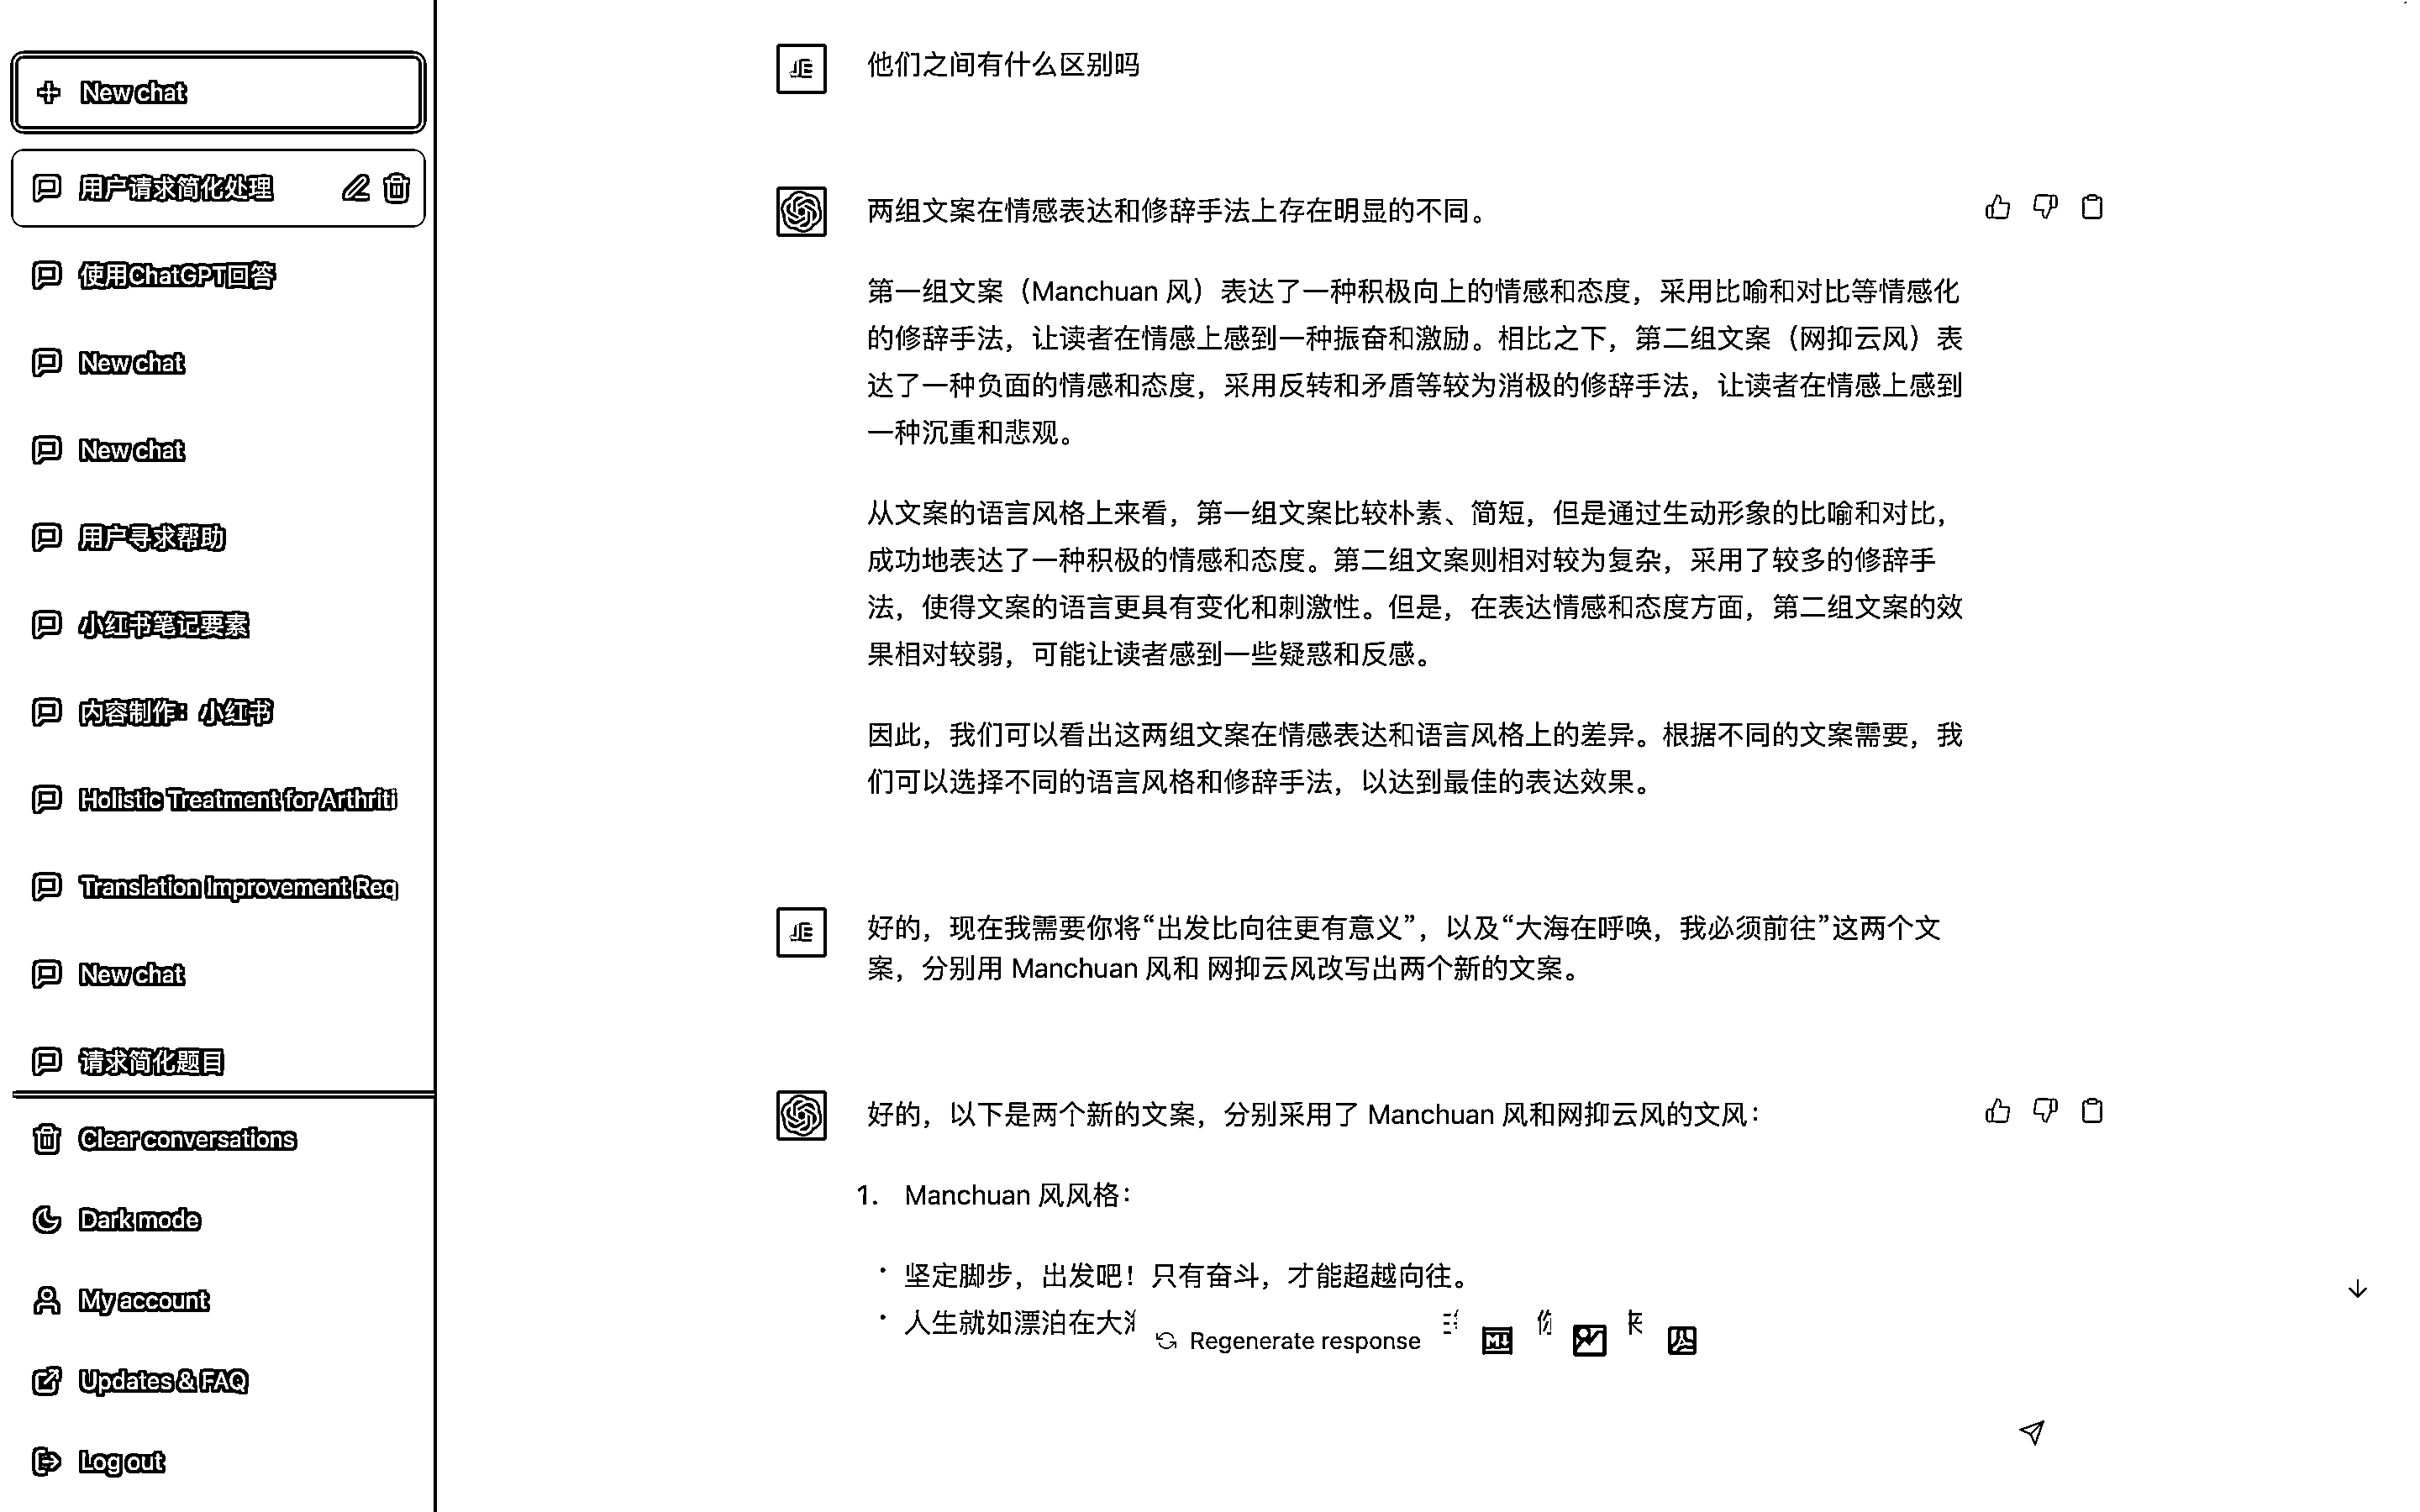 New chat
用户请求简化处理
使用ChatGPT回答
New chat
New chat
用户寻求帮助
小红书笔记要素
内容制作：小红书
Holistic Treatment for Arthriti
Translation Improvement Req
New chat
请求简化题目
Clear conversations
Dark mode
My account
Updates & FAQ
Log out
他们之间有什么区别吗
两组文案在情感表达和修辞手法上存在明显的不同。
第一组文案（Manchuan 风）表达了一种积极向上的情感和态度，采用比喻和对比等情感化
的修辞手法，让读者在情感上感到一种振奋和激励。相比之下，第二组文案（网抑云风）表
达了一种负面的情感和态度，采用反转和矛盾等较为消极的修辞手法，让读者在情感上感到
一种沉重和悲观。
从文案的语言风格上来看，第一组文案比较朴素、简短，但是通过生动形象的比喻和对比，
成功地表达了一种积极的情感和态度。第二组文案则相对较为复杂，采用了较多的修辞手
法，使得文案的语言更具有变化和刺激性。但是，在表达情感和态度方面，第二组文案的效
果相对较弱，可能让读者感到一些疑惑和反感。
因此，我们可以看出这两组文案在情感表达和语言风格上的差异。根据不同的文案需要，我
们可以选择不同的语言风格和修辞手法，以达到最佳的表达效果。
好的，现在我需要你将“出发比向往更有意义”，以及“大海在呼唤，我必须前往”这两个文
案，分别用 Manchuan 风和 网抑云风改写出两个新的文案。
好的，以下是两个新的文案，分别采用了 Manchuan 风和网抑云风的文风：
1. Manchuan 风风格：
• 坚定脚步，出发吧！只有奋斗，才能超越向往。
• 人生就如漂泊在大
Regenerate response